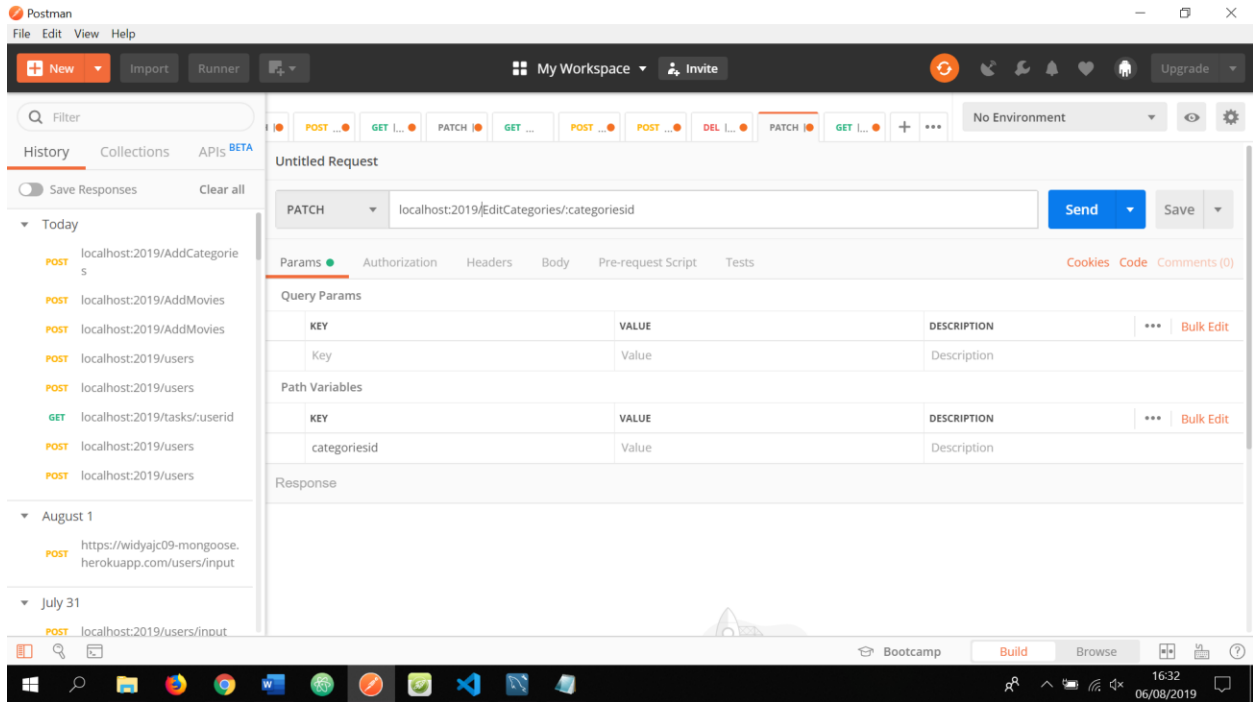 Postman
File Edit View Help
New Import Runner My Workspace Invite Upgrade
Filter
History Collections APIs BETA
Save Responses Clear all
Today
POST localhost:2019/AddCategorie
s
POST localhost:2019/AddMovies
POST localhost:2019/AddMovies
POST localhost:2019/users
POST localhost:2019/users
GET localhost:2019/tasks/:userid
POST localhost:2019/users
POST localhost:2019/users
August 1
POST https://widyajc09-mongoose.
herokuapp.com/users/input
July 31
POST localhost:2019/users/input
POST ... GET |... PATCH | GET ... POST ... POST ... DEL |... PATCH | GET |... + •••
No Environment
Untitled Request
PATCH localhost:2019/EditCategories/:categoriesid Send Save
Params Authorization Headers Body Pre-request Script Tests Cookies Code Comments (0)
Query Params
KEY VALUE DESCRIPTION ••• Bulk Edit
Key Value Description
Path Variables
KEY VALUE DESCRIPTION ••• Bulk Edit
categoriesid Value Description
Response
Bootcamp Build Browse
16:32
06/08/2019